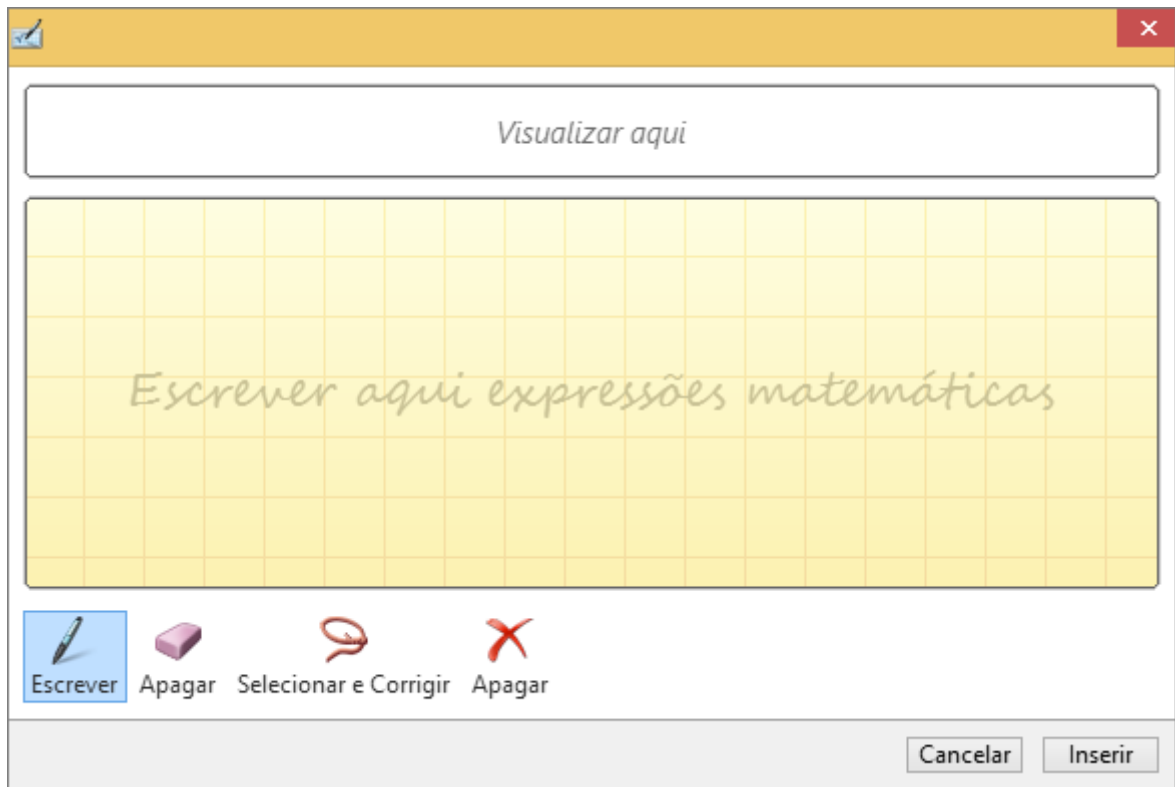 Visualizar aqui
Escrever aqui expressões matemáticas
Escrever Apagar Selecionar e Corrigir Apagar
Cancelar Inserir